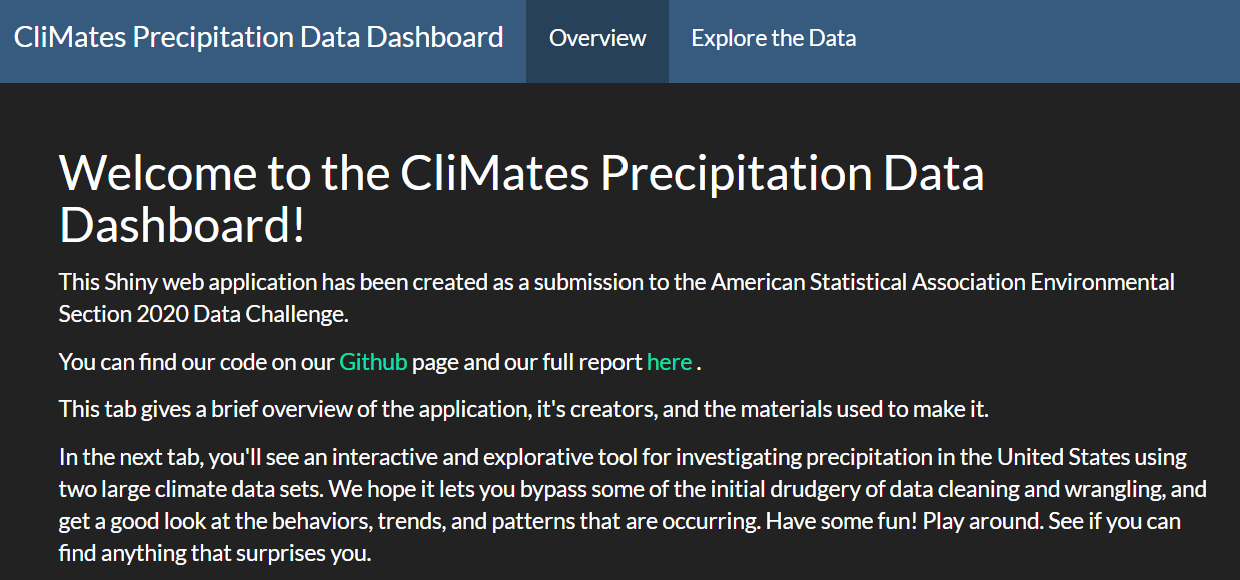 CliMates Precipitation Data Dashboard Overview Explore the Data
Welcome to the CliMates Precipitation Data
Dashboard!
This Shiny web application has been created as a submission to the American Statistical Association Environmental
Section 2020 Data Challenge.
You can find our code on our Github page and our full report here .
This tab gives a brief overview of the application, it's creators, and the materials used to make it.
In the next tab, you'll see an interactive and explorative tool for investigating precipitation in the United States using
two large climate data sets. We hope it lets you bypass some of the initial drudgery of data cleaning and wrangling, and
get a good look at the behaviors, trends, and patterns that are occurring. Have some fun! Play around. See if you can
find anything that surprises you.